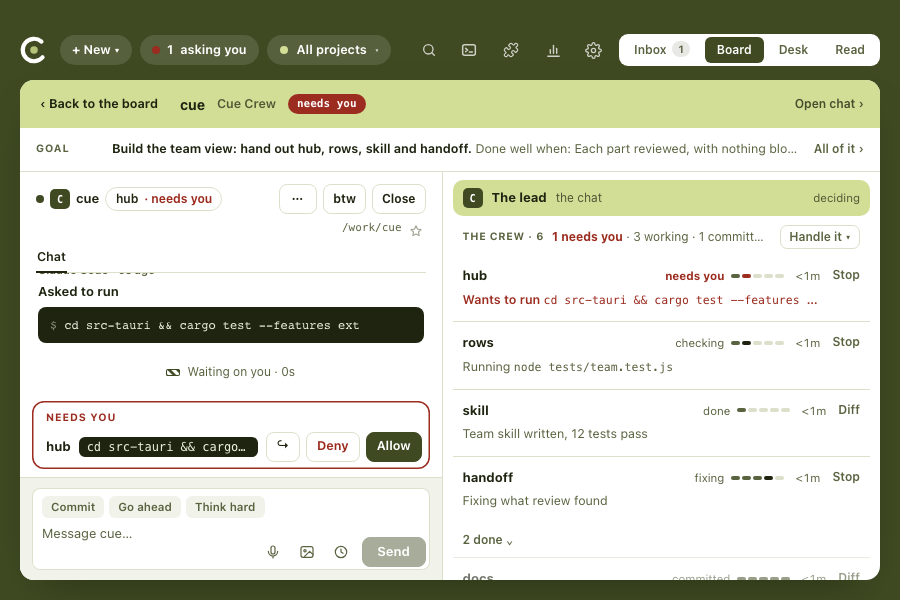 + New ▾
1 asking you
All projects
Inbox 1
Board
Desk
Read
‹ Back to the board
cue
Cue Crew
needs you
Open chat ›
GOAL
Build the team view: hand out hub, rows, skill and handoff. Done well when: Each part reviewed, with nothing blo...
All of it ›
C cue
hub · needs you
...
btw
Close
/work/cue
Chat
Asked to run
$ cd src-tauri && cargo test --features ext
Waiting on you · 0s
NEEDS YOU
hub
cd src-tauri && cargo…
Deny
Allow
Commit
Go ahead
Think hard
Message cue...
Send
C The lead the chat
deciding
THE CREW · 6 1 needs you · 3 working · 1 committ...
Handle it ▾
hub
needs you <1m Stop
Wants to run cd src-tauri && cargo test --features ...
rows
checking <1m Stop
Running node tests/team.test.js
skill
done <1m Diff
Team skill written, 12 tests pass
handoff
fixing <1m Stop
Fixing what review found
2 done ⌄
docs
committed <1m Diff